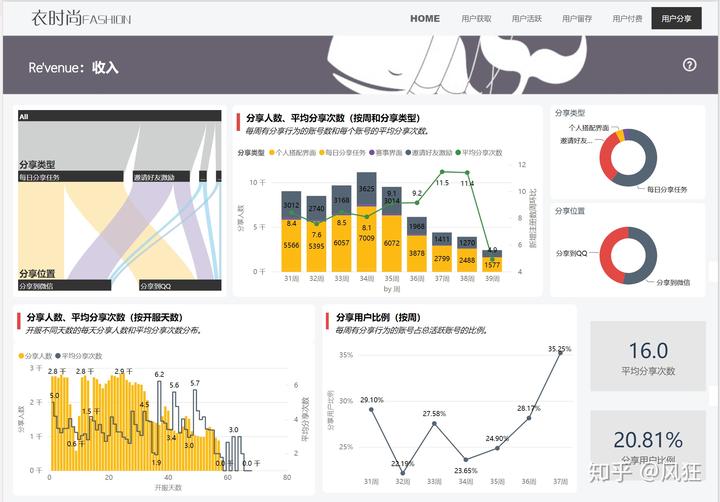 衣时尚FASHION
HOME 用户获取 用户活跃 用户留存 用户付费 用户分享
Re'venue：收入
?
All
分享类型
每日分享任务 邀请好友激励
分享位置
分享到微信 分享到QQ
分享人数、平均分享次数（按周和分享类型）
每周有分享行为的账号数和每个账号的平均分享次数。
分享类型 个人搭配界面 每日分享任务 赛事界面 邀请好友激励 平均分享次数
分享人数
10 千
5 千
0 千
3012 2740 3168 3625 3014 1968 1411 1270
8.4 7.6 8.5 8.1 9.1 9.2 11.5 11.4 4.9
5566 5395 6057 7009 6072 3878 2799 2488 1577
12
10
8
6
4
新增注册数周环比
31周 32周 33周 34周 35周 36周 37周 38周 39周
by 周
分享类型
个人搭配界面
邀请好友...
每日分享任务
分享位置
分享到QQ
分享到微信
分享人数、平均分享次数（按开服天数）
开服不同天数的每天分享人数和平均分享次数分布。
分享人数 平均分享次数
分享人数
3 千
2 千
1 千
0 千
2.8 千 2.8 千 2.9 千
5.0 0.6 千 1.5 千 4.5 1.9 6.2 3.4 5.6 3.0 5.7 0.0 千 3.0 0.0 千
6
4
2
平均分享次数
0 20 40 60 80
开服天数
分享用户比例（按周）
每周有分享行为的账号占总活跃账号的比例。
分享用户比例
35%
30%
25%
29.10% 22.19% 27.58% 23.65% 24.90% 28.17% 35.25%
31周 32周 33周 34周 35周 36周 37周
16.0
平均分享次数
20.81%
分享用户比例
知乎 @风狂